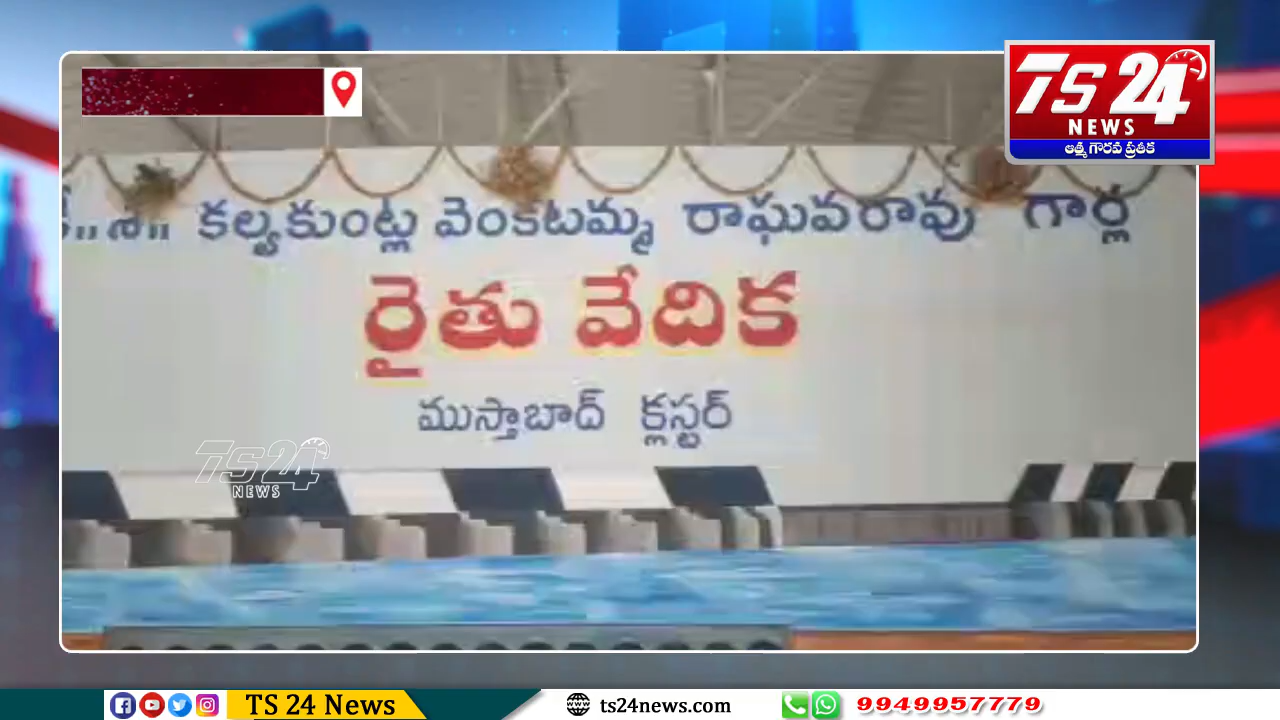 TS 24
NEWS
ఆత్మ గౌరవ ప్రతీక
కల్వకుంట్ల వెంకటమ్మ రాఘవరావు గార్ల
రైతు వేదిక
ముస్తాబాద్ క్లస్టర్
TS 24
NEWS
TS 24 News
ts24news.com
9949957779